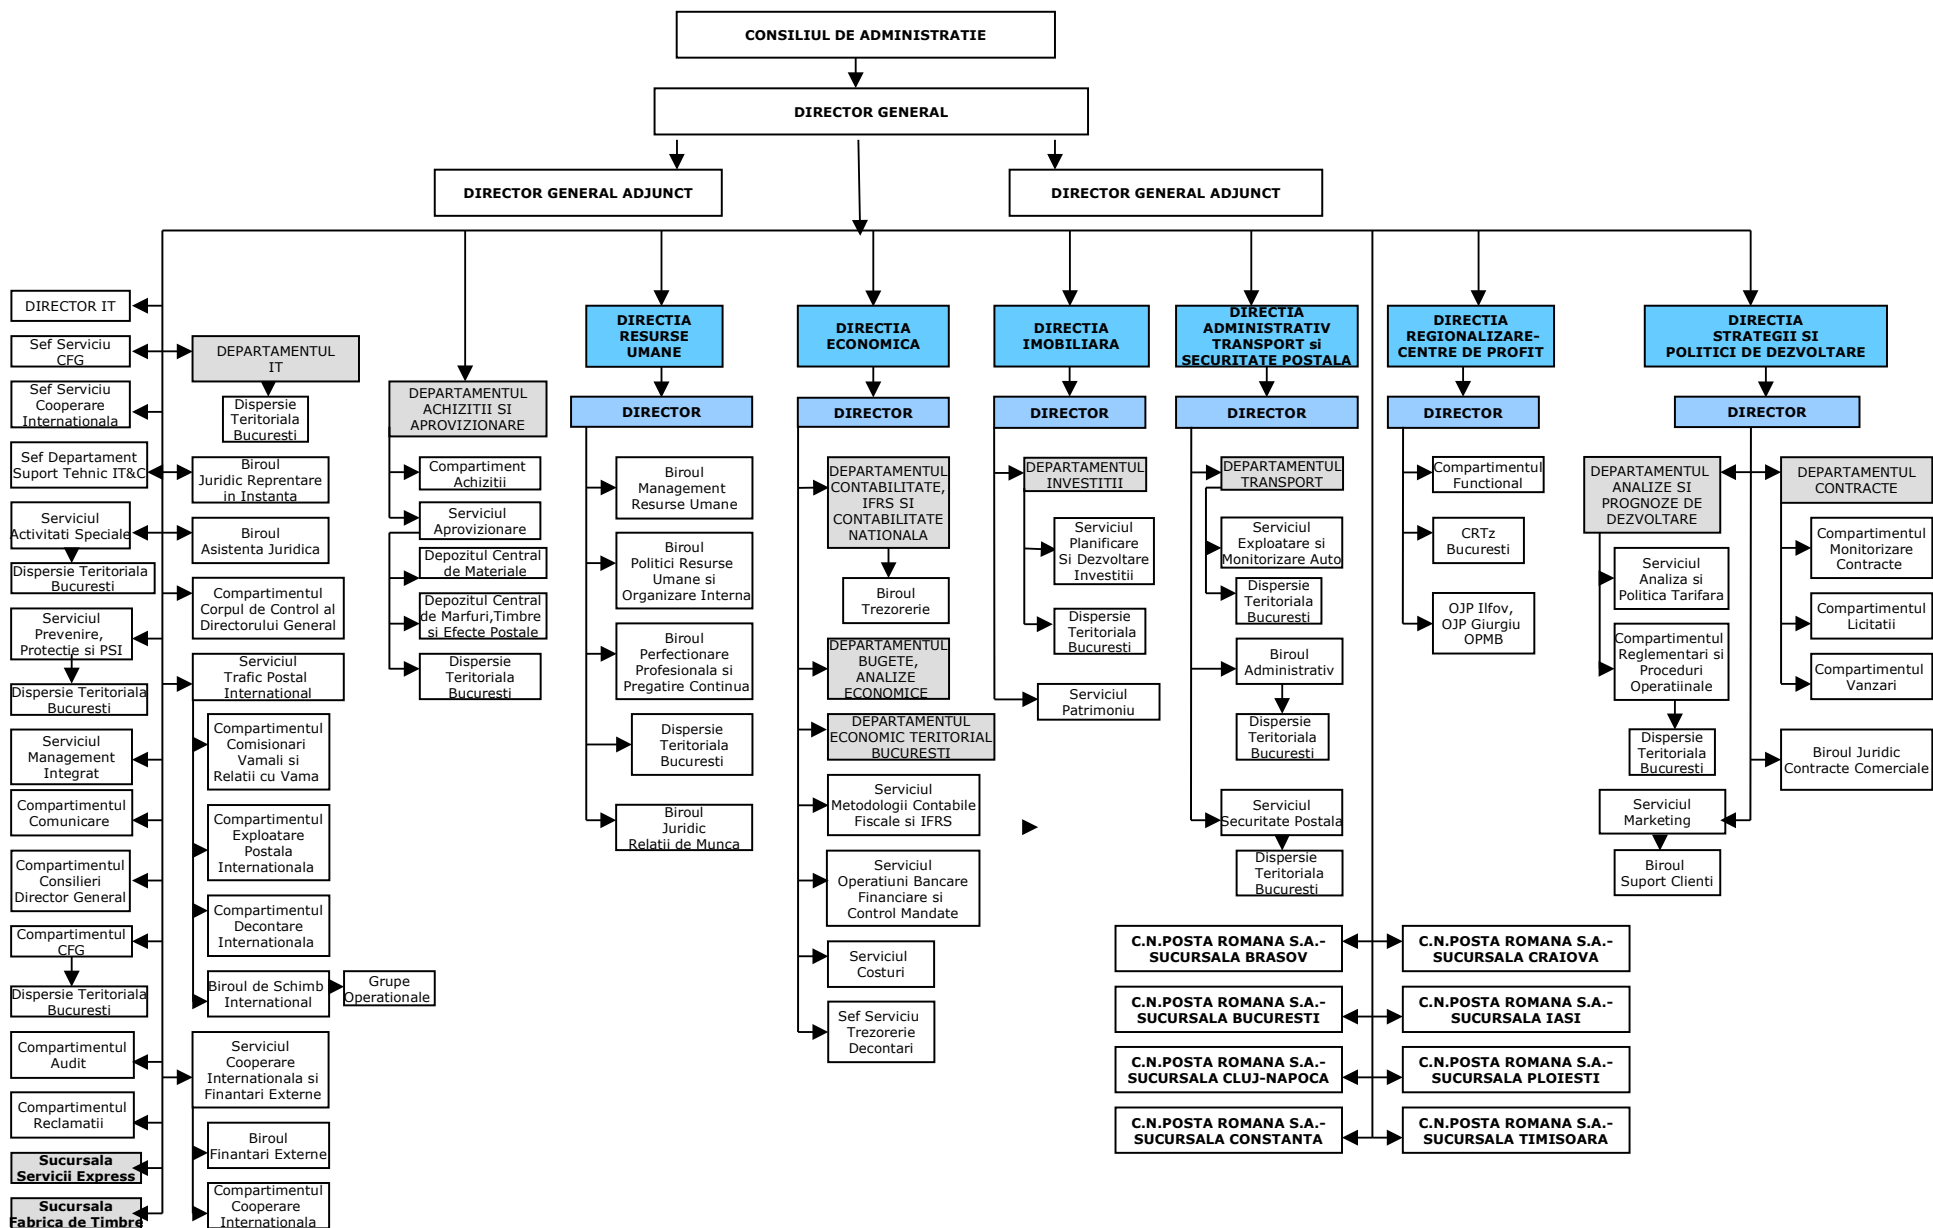 CONSILIUL DE ADMINISTRATIE
DIRECTOR GENERAL
DIRECTOR GENERAL ADJUNCT
DIRECTOR GENERAL ADJUNCT
DIRECTOR IT
Sef Serviciu
CFG
Sef Serviciu
Cooperare
Internationala
Sef Departament
Suport Tehnic IT&C
Serviciul
Activitati Speciale
Dispersie Teritoriala
Bucuresti
Serviciul
Prevenire,
Protectie si PSI
Dispersie Teritoriala
Bucuresti
Serviciul
Management
Integrat
Compartimentul
Comunicare
Compartimentul
Consilieri
Director General
Compartimentul
CFG
Dispersie Teritoriala
Bucuresti
Compartimentul
Audit
Compartimentul
Reclamatii
Sucursala
Servicii Express
Sucursala
Fabrica de Timbre
DEPARTAMENTUL
IT
Dispersie
Teritoriala
Bucuresti
Biroul
Juridic Reprentare
in Instanta
Biroul
Asistenta Juridica
Compartimentul
Corpul de Control al
Directorului General
Serviciul
Trafic Postal
International
Compartimentul
Comisionari
Vamali si
Relatii cu Vama
Compartimentul
Exploatare
Postala
Internationala
Compartimentul
Decontare
Internationala
Biroul de Schimb
International
Grupe
Operationale
Serviciul
Cooperare
Internationala si
Finantari Externe
Biroul
Finantari Externe
Compartimentul
Cooperare
Internationala
DEPARTAMENTUL
ACHIZITII SI
APROVIZIONARE
Compartiment
Achizitii
Serviciul
Aprovizionare
Depozitul Central
de Materiale
Depozitul Central
de Marfuri,Timbre
si Efecte Postale
Dispersie
Teritoriala
Bucuresti
DIRECTIA
RESURSE
UMANE
DIRECTOR
Biroul
Management
Resurse Umane
Biroul
Politici Resurse
Umane si
Organizare Interna
Biroul
Perfectionare
Profesionala si
Pregatire Continua
Dispersie
Teritoriala
Bucuresti
Biroul
Juridic
Relatii de Munca
DIRECTIA
ECONOMICA
DIRECTOR
DEPARTAMENTUL
CONTABILITATE,
IFRS SI
CONTABILITATE
NATIONALA
Biroul
Trezorerie
DEPARTAMENTUL
BUGETE,
ANALIZE
ECONOMICE
DEPARTAMENTUL
ECONOMIC TERITORIAL
BUCURESTI
Serviciul
Metodologii Contabile
Fiscale si IFRS
Serviciul
Operatiuni Bancare
Financiare si
Control Mandate
Serviciul
Costuri
Sef Serviciu
Trezorerie
Decontari
DIRECTIA
IMOBILIARA
DIRECTOR
DEPARTAMENTUL
INVESTITII
Serviciul
Planificare
Si Dezvoltare
Investitii
Dispersie
Teritoriala
Bucuresti
Serviciul
Patrimoniu
DIRECTIA
ADMINISTRATIV
TRANSPORT si
SECURITATE POSTALA
DIRECTOR
DEPARTAMENTUL
TRANSPORT
Serviciul
Exploatare si
Monitorizare Auto
Dispersie
Teritoriala
Bucuresti
Biroul
Administrativ
Dispersie
Teritoriala
Bucuresti
Serviciul
Securitate Postala
Dispersie
Teritoriala
Bucuresti
DIRECTIA
REGIONALIZARE-
CENTRE DE PROFIT
DIRECTOR
Compartimentul
Functional
CRTz
Bucuresti
OJP Ilfov,
OJP Giurgiu
OPMB
DIRECTIA
STRATEGII SI
POLITICI DE DEZVOLTARE
DIRECTOR
DEPARTAMENTUL
ANALIZE SI
PROGNOZE DE
DEZVOLTARE
Serviciul
Analiza si
Politica Tarifara
Compartimentul
Reglementari si
Proceduri
Operatiinale
Dispersie
Teritoriala
Bucuresti
Serviciul
Marketing
Biroul
Suport Clienti
DEPARTAMENTUL
CONTRACTE
Compartimentul
Monitorizare
Contracte
Compartimentul
Licitatii
Compartimentul
Vanzari
Biroul Juridic
Contracte Comerciale
C.N.POSTA ROMANA S.A.-
SUCURSALA BRASOV
C.N.POSTA ROMANA S.A.-
SUCURSALA CRAIOVA
C.N.POSTA ROMANA S.A.-
SUCURSALA BUCURESTI
C.N.POSTA ROMANA S.A.-
SUCURSALA IASI
C.N.POSTA ROMANA S.A.-
SUCURSALA CLUJ-NAPOCA
C.N.POSTA ROMANA S.A.-
SUCURSALA PLOIESTI
C.N.POSTA ROMANA S.A.-
SUCURSALA CONSTANTA
C.N.POSTA ROMANA S.A.-
SUCURSALA TIMISOARA